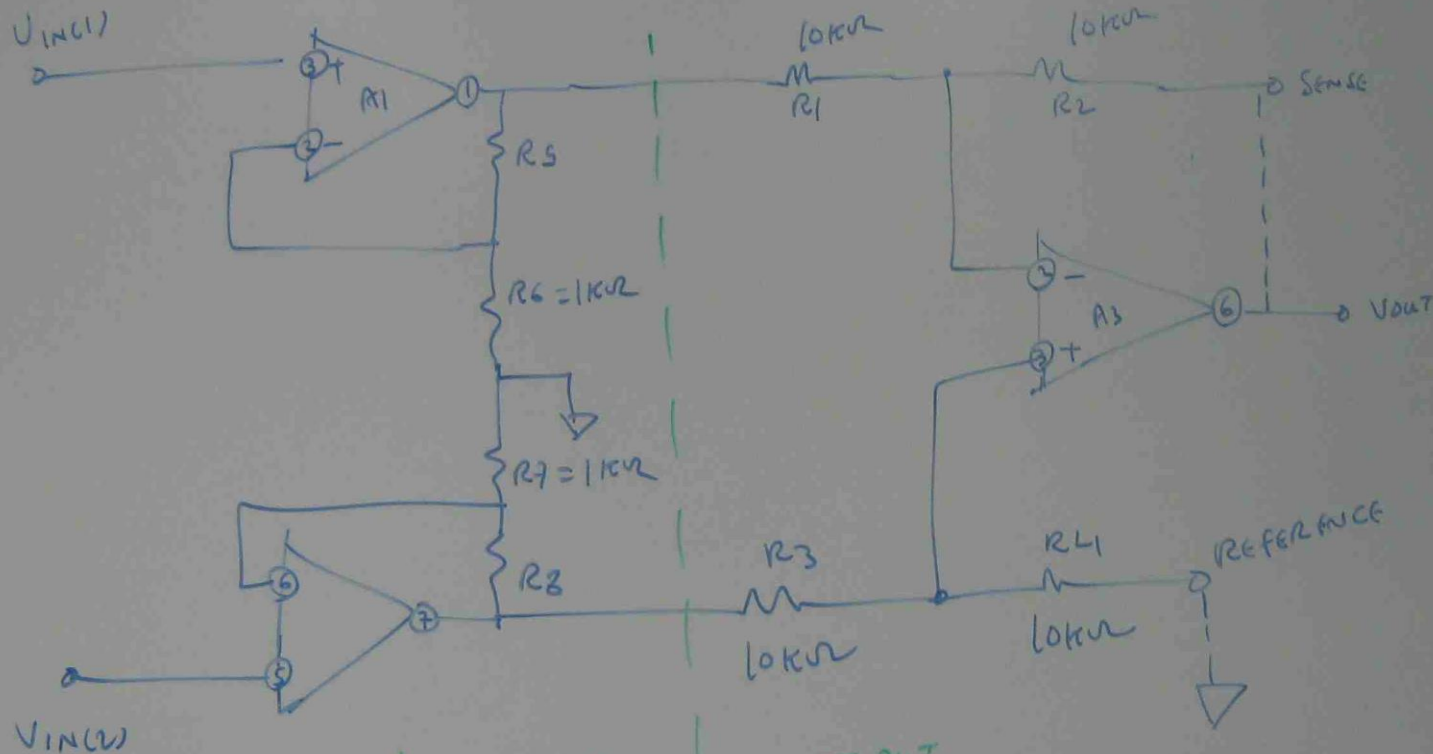 VIN(1)
10KΩ
10KΩ
3 +
A1
1
R1
R2
SENSE
2 -
R5
R6 = 1KΩ
2 -
A3
6
VOUT
3 +
R7 = 1KΩ
R3
R4
REFERENCE
6
R8
7
10KΩ
10KΩ
5
VIN(2)